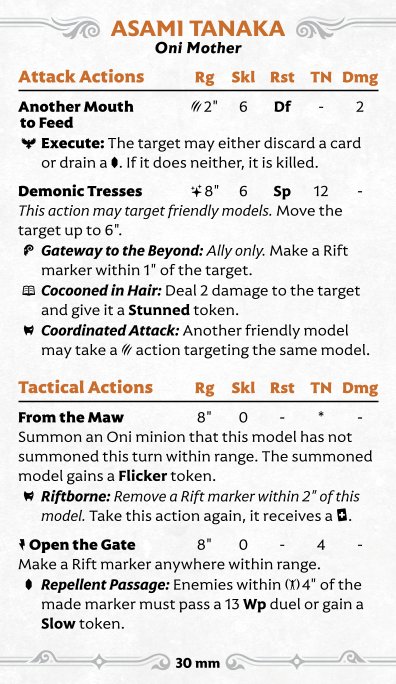 ASAMI TANAKA
Oni Mother
Attack Actions Rg Skl Rst TN Dmg
Another Mouth to Feed 2" 6 Df - 2
Execute: The target may either discard a card
or drain a . If it does neither, it is killed.
Demonic Tresses 8" 6 Sp 12 -
This action may target friendly models. Move the
target up to 6".
Gateway to the Beyond: Ally only. Make a Rift
marker within 1" of the target.
Cocooned in Hair: Deal 2 damage to the target
and give it a Stunned token.
Coordinated Attack: Another friendly model
may take a action targeting the same model.
Tactical Actions Rg Skl Rst TN Dmg
From the Maw 8" 0 - * -
Summon an Oni minion that this model has not
summoned this turn within range. The summoned
model gains a Flicker token.
Riftborne: Remove a Rift marker within 2" of this
model. Take this action again, it receives a .
Open the Gate 8" 0 - 4 -
Make a Rift marker anywhere within range.
Repellent Passage: Enemies within 4" of the
made marker must pass a 13 Wp duel or gain a
Slow token.
30 mm